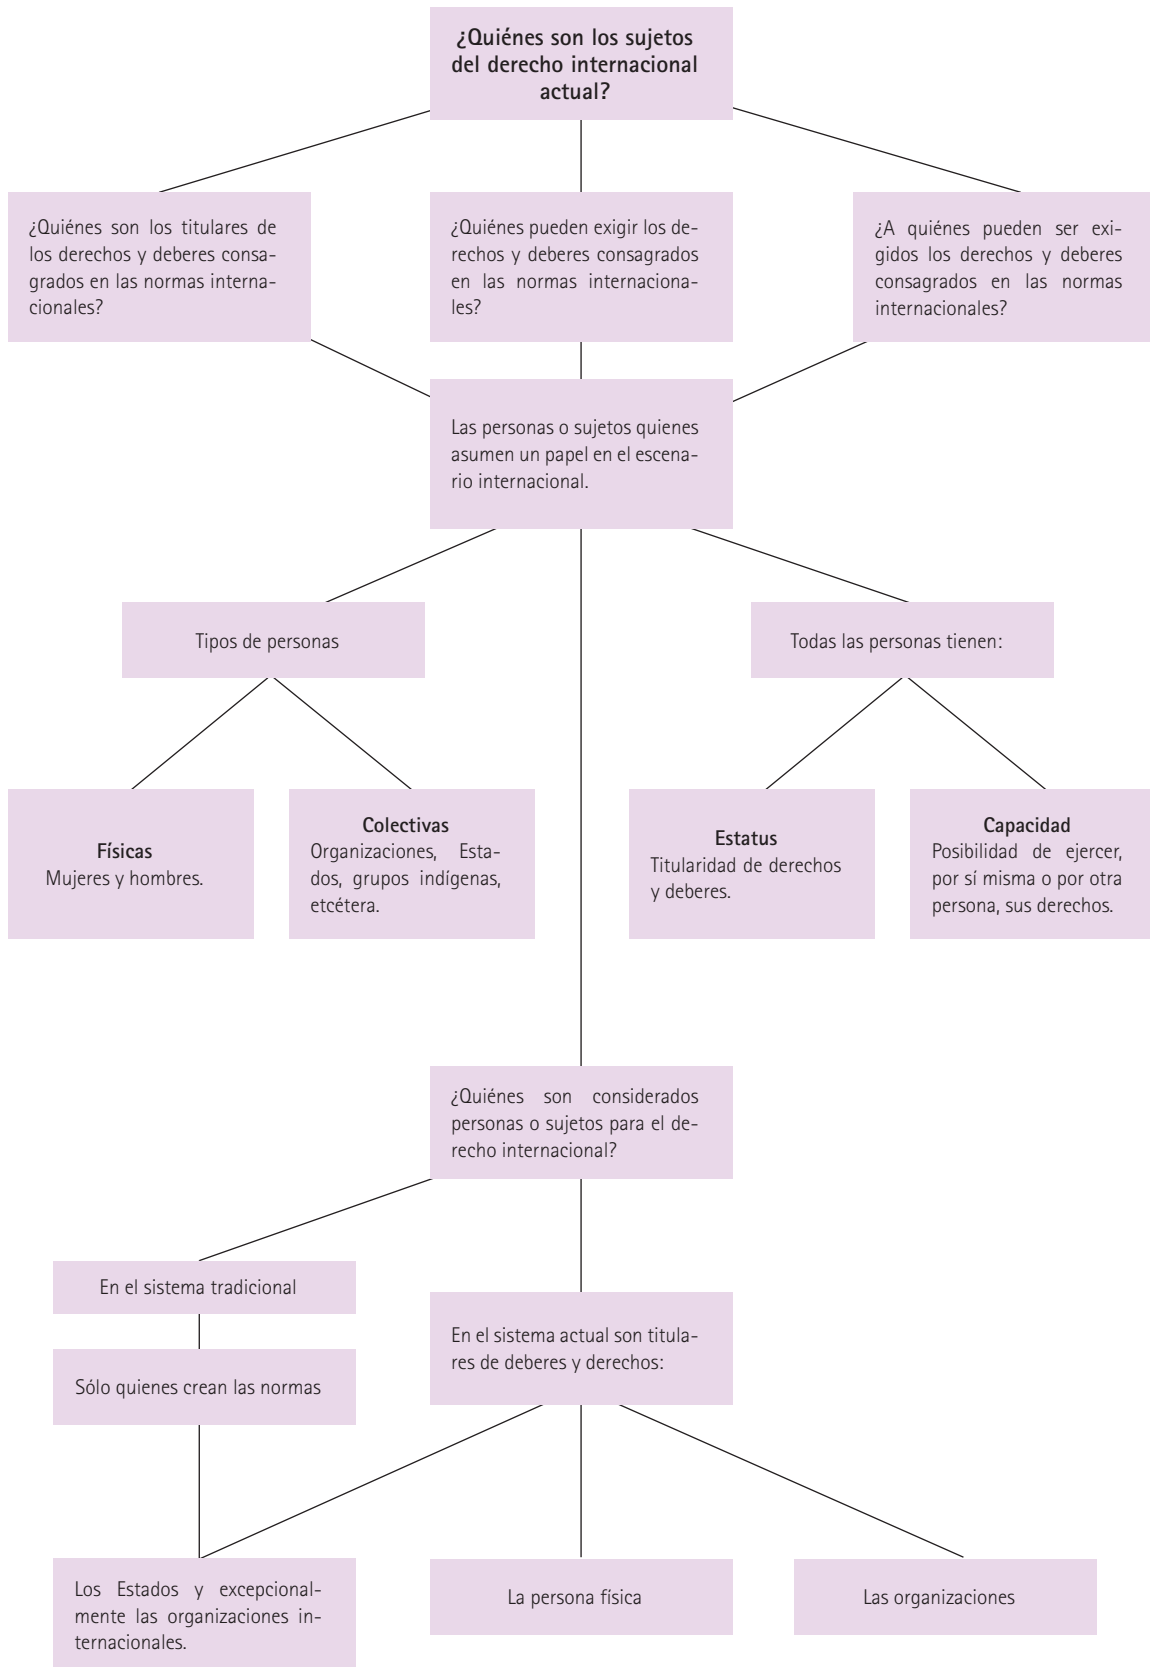 ¿Quiénes son los sujetos
del derecho internacional
actual?
¿Quiénes son los titulares de
los derechos y deberes consa-
grados en las normas interna-
cionales?
¿Quiénes pueden exigir los de-
rechos y deberes consagrados
en las normas internaciona-
les?
¿A quiénes pueden ser exi-
gidos los derechos y deberes
consagrados en las normas
internacionales?
Las personas o sujetos quienes
asumen un papel en el escena-
rio internacional.
Tipos de personas
Todas las personas tienen:
Físicas
Mujeres y hombres.
Colectivas
Organizaciones, Esta-
dos, grupos indígenas,
etcétera.
Estatus
Titularidad de derechos
y deberes.
Capacidad
Posibilidad de ejercer,
por sí misma o por otra
persona, sus derechos.
¿Quiénes son considerados
personas o sujetos para el de-
recho internacional?
En el sistema tradicional
Sólo quienes crean las normas
En el sistema actual son titula-
res de deberes y derechos:
Los Estados y excepcional-
mente las organizaciones in-
ternacionales.
La persona física
Las organizaciones